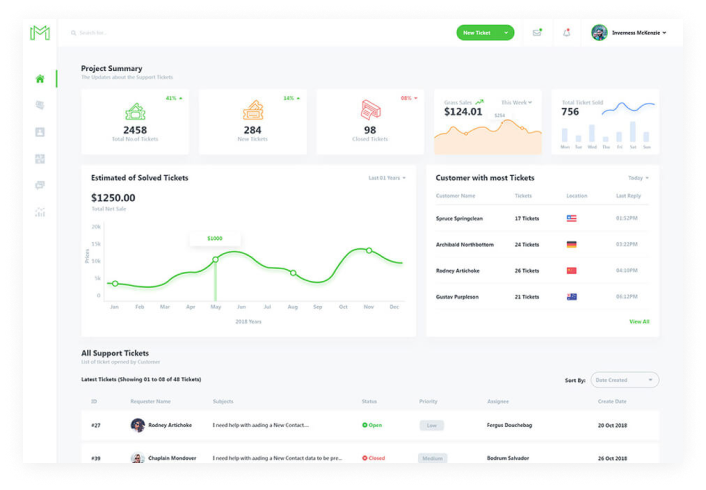 Search for...
New Ticket
Inverness McKenzie
Project Summary
The Updates about the Support Tickets
41%
2458
Total No.of Tickets
14%
284
New Tickets
08%
98
Closed Tickets
Gross Sales
This Week
$124.01
$254
Total Ticket Sold
756
Mon Tue Wed Thu Fri Sat Sun
Estimated of Solved Tickets
Last 01 Years
$1250.00
Total Net Sale
Prices
20k
15k
10k
5k
0
$1000
Jan Feb Mar Apr May Jun Jul Aug Sep Oct Nov Dec
2018 Years
Customer with most Tickets
Today
Customer Name Tickets Location Last Reply
Spruce Springclean 17 Tickets 01:52PM
Archibald Northbottom 24 Tickets 03:22PM
Rodney Artichoke 26 Tickets 04:10PM
Gustav Purpleson 21 Tickets 06:12PM
View All
All Support Tickets
List of ticket opened by Customer
Latest Tickets (Showing 01 to 08 of 48 Tickets)
Sort By:
Date Created
ID Requester Name Subjects Status Priority Assignee Create Date
#27 Rodney Artichoke I need help with aading a New Contact.... Open Low Fergus Douchebag 20 Oct 2018
#39 Chaplain Mondover I need help with aading a New Contact data to be pre... Closed Medium Bodrum Salvador 26 Oct 2018